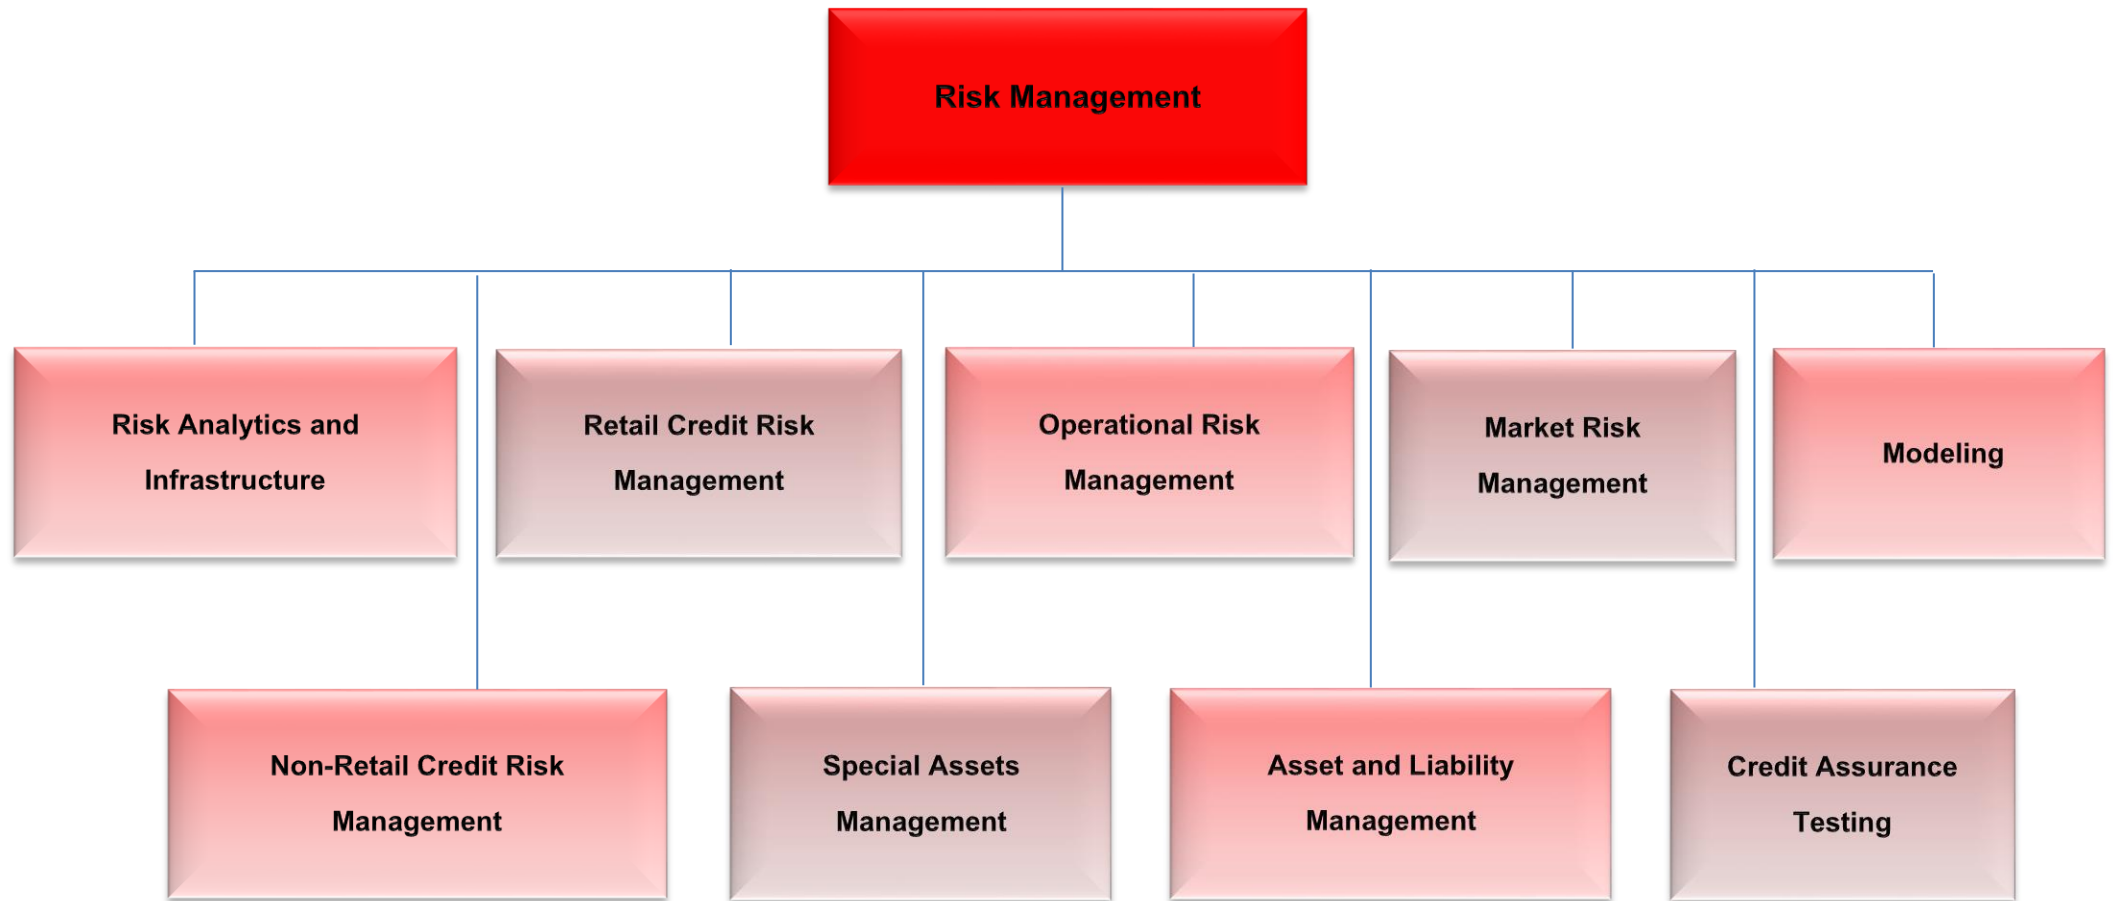 Risk Management
Risk Analytics and
Infrastructure
Retail Credit Risk
Management
Operational Risk
Management
Market Risk
Management
Modeling
Non-Retail Credit Risk
Management
Special Assets
Management
Asset and Liability
Management
Credit Assurance
Testing